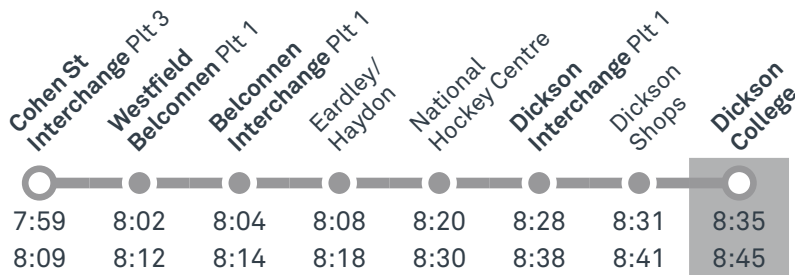 Cohen St
Interchange Plt 3
Westfield
Belconnen Plt 1
Belconnen
Interchange Plt 1
Eardley/
Haydon
National
Hockey Centre
Dickson
Interchange Plt 1
Dickson
Shops
Dickson
College
7:59 8:02 8:04 8:08 8:20 8:28 8:31 8:35
8:09 8:12 8:14 8:18 8:30 8:38 8:41 8:45